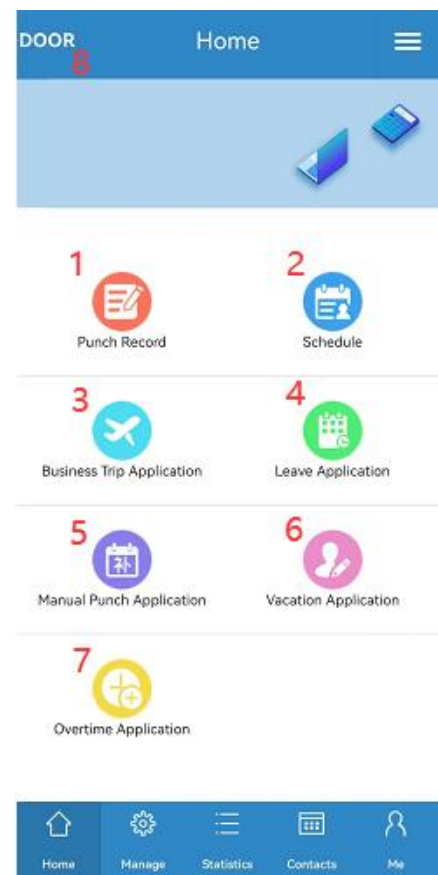 DOOR Home
8
1 2
Punch Record Schedule
3 4
Business Trip Application Leave Application
5 6
补
Manual Punch Application Vacation Application
7
Overtime Application
Home Manage Statistics Contacts Me